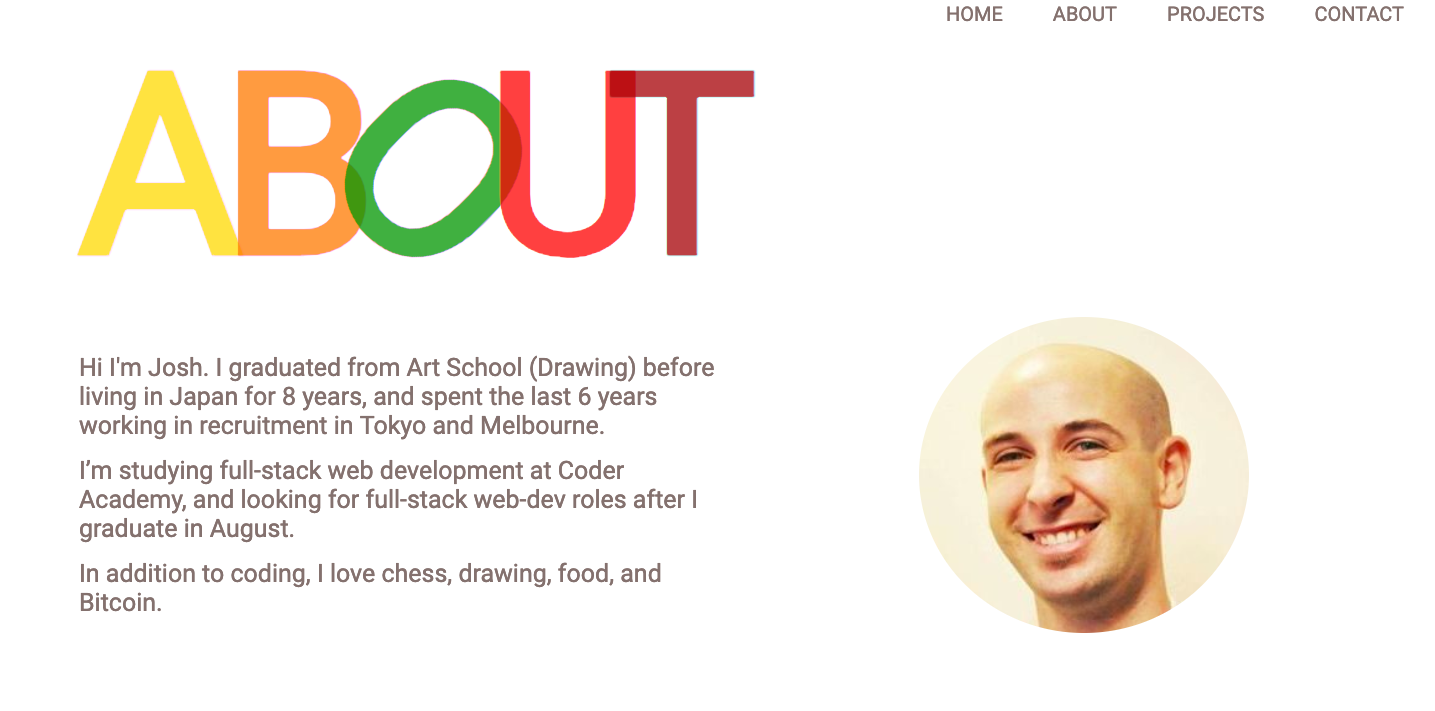 HOME ABOUT PROJECTS CONTACT
ABOUT
Hi I'm Josh. I graduated from Art School (Drawing) before
living in Japan for 8 years, and spent the last 6 years
working in recruitment in Tokyo and Melbourne.
I’m studying full-stack web development at Coder
Academy, and looking for full-stack web-dev roles after I
graduate in August.
In addition to coding, I love chess, drawing, food, and
Bitcoin.